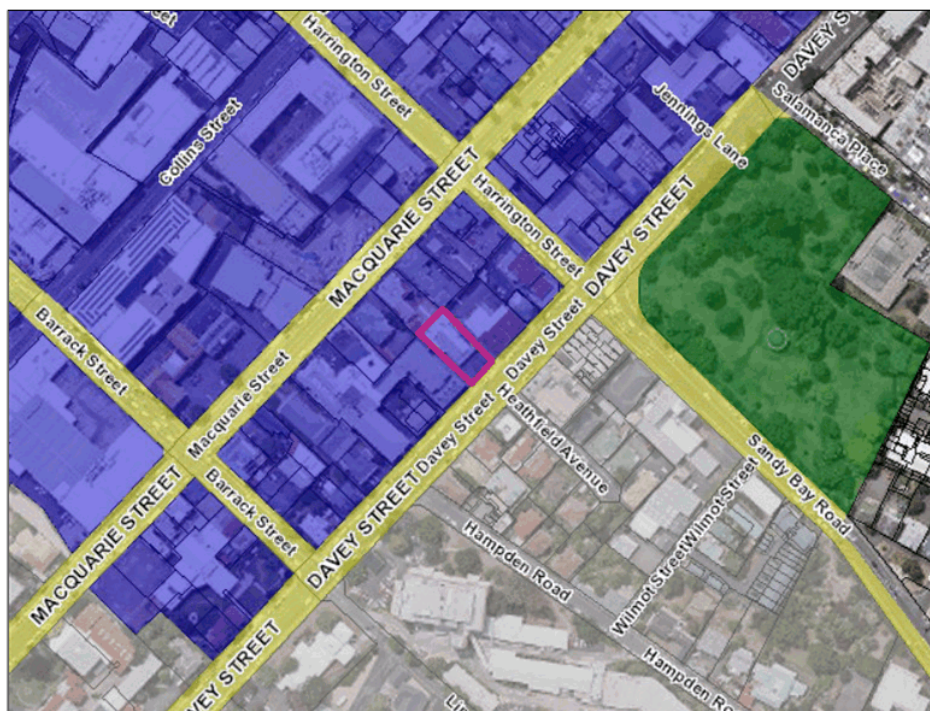 Harrington Street
DAVEY STREET
Salamanca Place
Jennings Lane
Collins Street
MACQUARIE STREET
Harrington Street
DAVEY STREET
Barrack Street
Davey Street
Macquarie Street
Davey Street
Heathfield Avenue
Sandy Bay Road
MACQUARIE STREET
Barrack Street
DAVEY STREET
Wilmot Street
Wilmot Street
Hampden Road
Hampden
DAVEY STREET